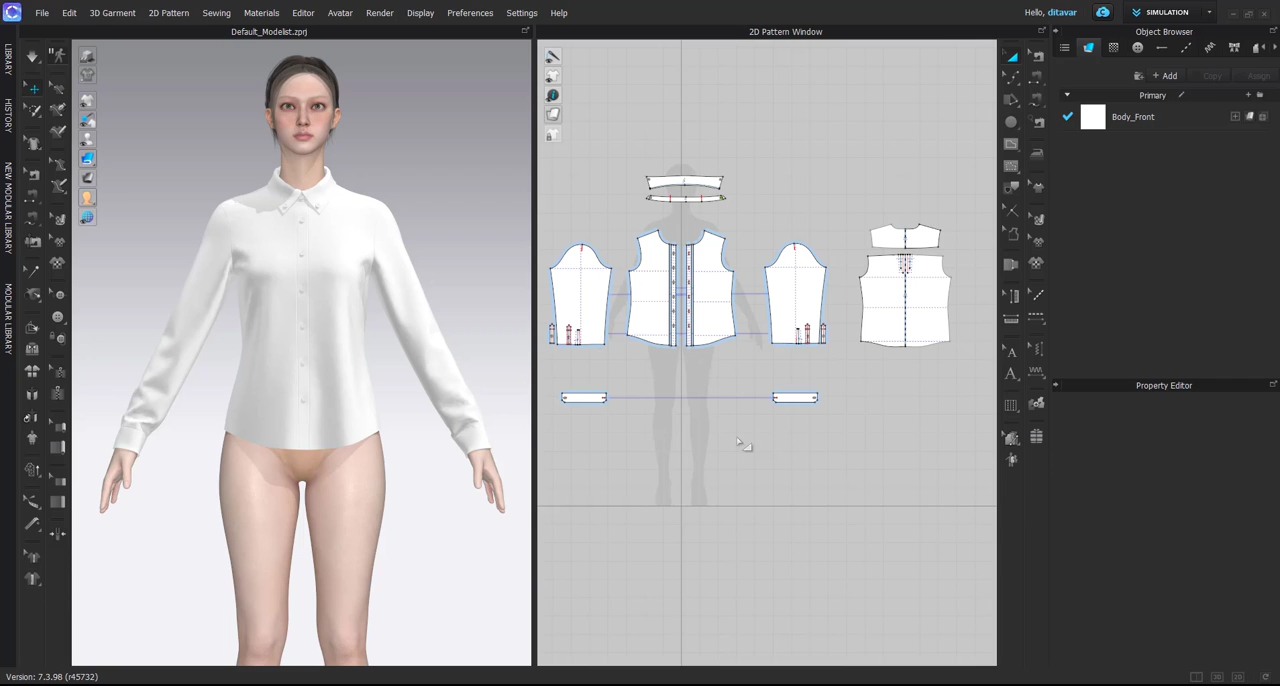 File Edit 3D Garment 2D Pattern Sewing Materials Editor Avatar Render Display Preferences Settings Help
Hello, ditavar
SIMULATION
Default_Modelist.zprj
2D Pattern Window
Object Browser
LIBRARY
HISTORY
NEW MODULAR LIBRARY
MODULAR LIBRARY
+ Add Copy Assign
Primary
Body_Front
Property Editor
Version: 7.3.98 (r45732)
3D 2D